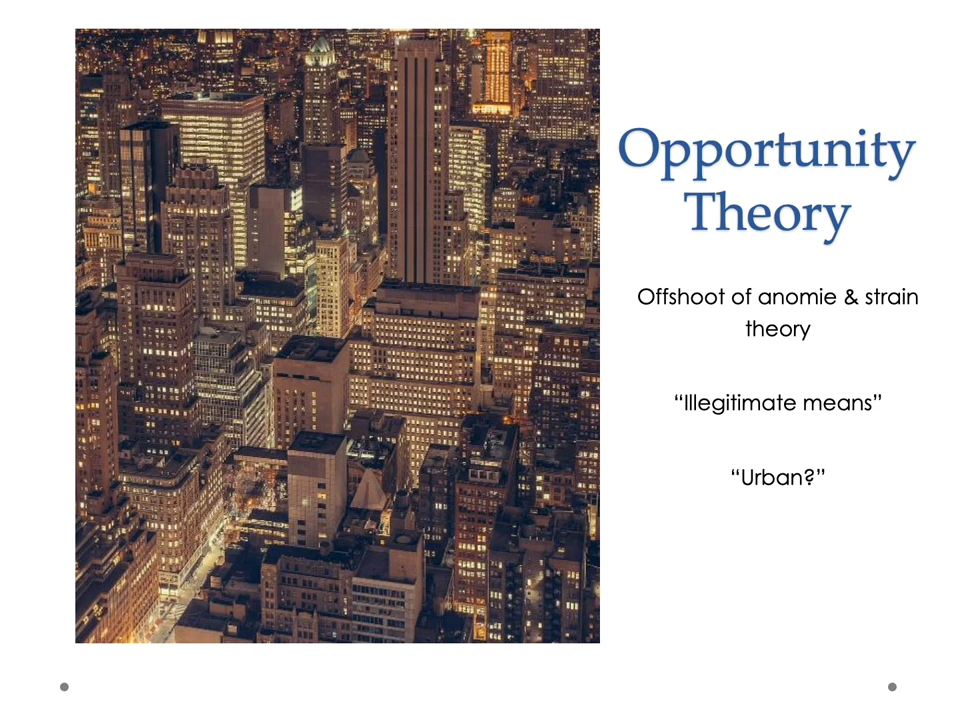 Opportunity
Theory
Offshoot of anomie & strain
theory
“Illegitimate means”
“Urban?”